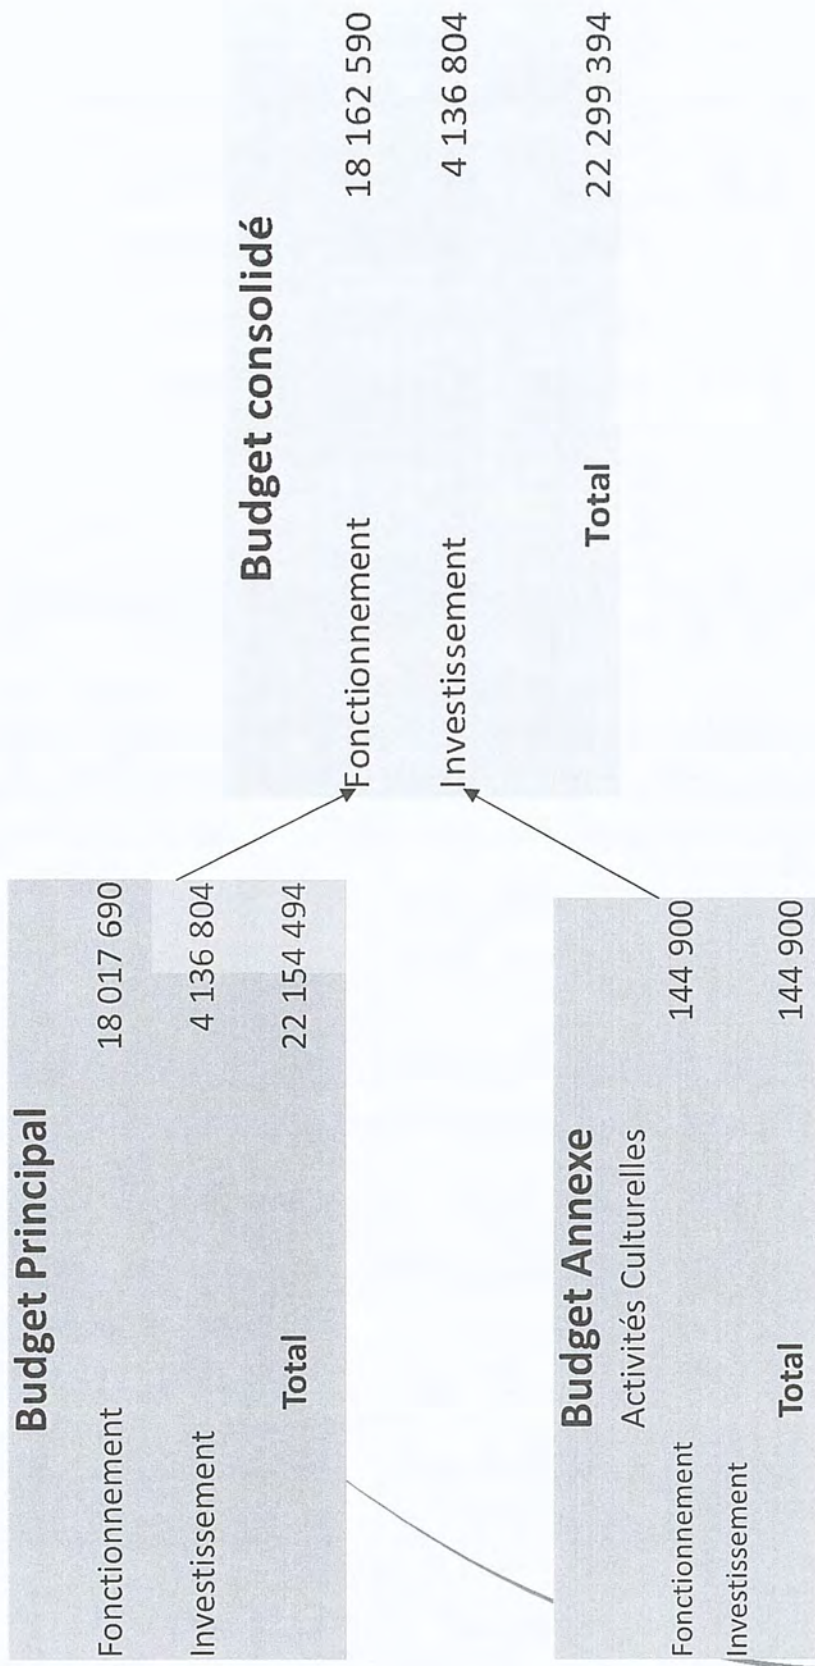 Budget Principal
Fonctionnement 18 017 690
Investissement 4 136 804
Total 22 154 494
Budget Annexe
Activités Culturelles
Fonctionnement 144 900
Investissement
Total 144 900
Budget consolidé
Fonctionnement 18 162 590
Investissement 4 136 804
Total 22 299 394